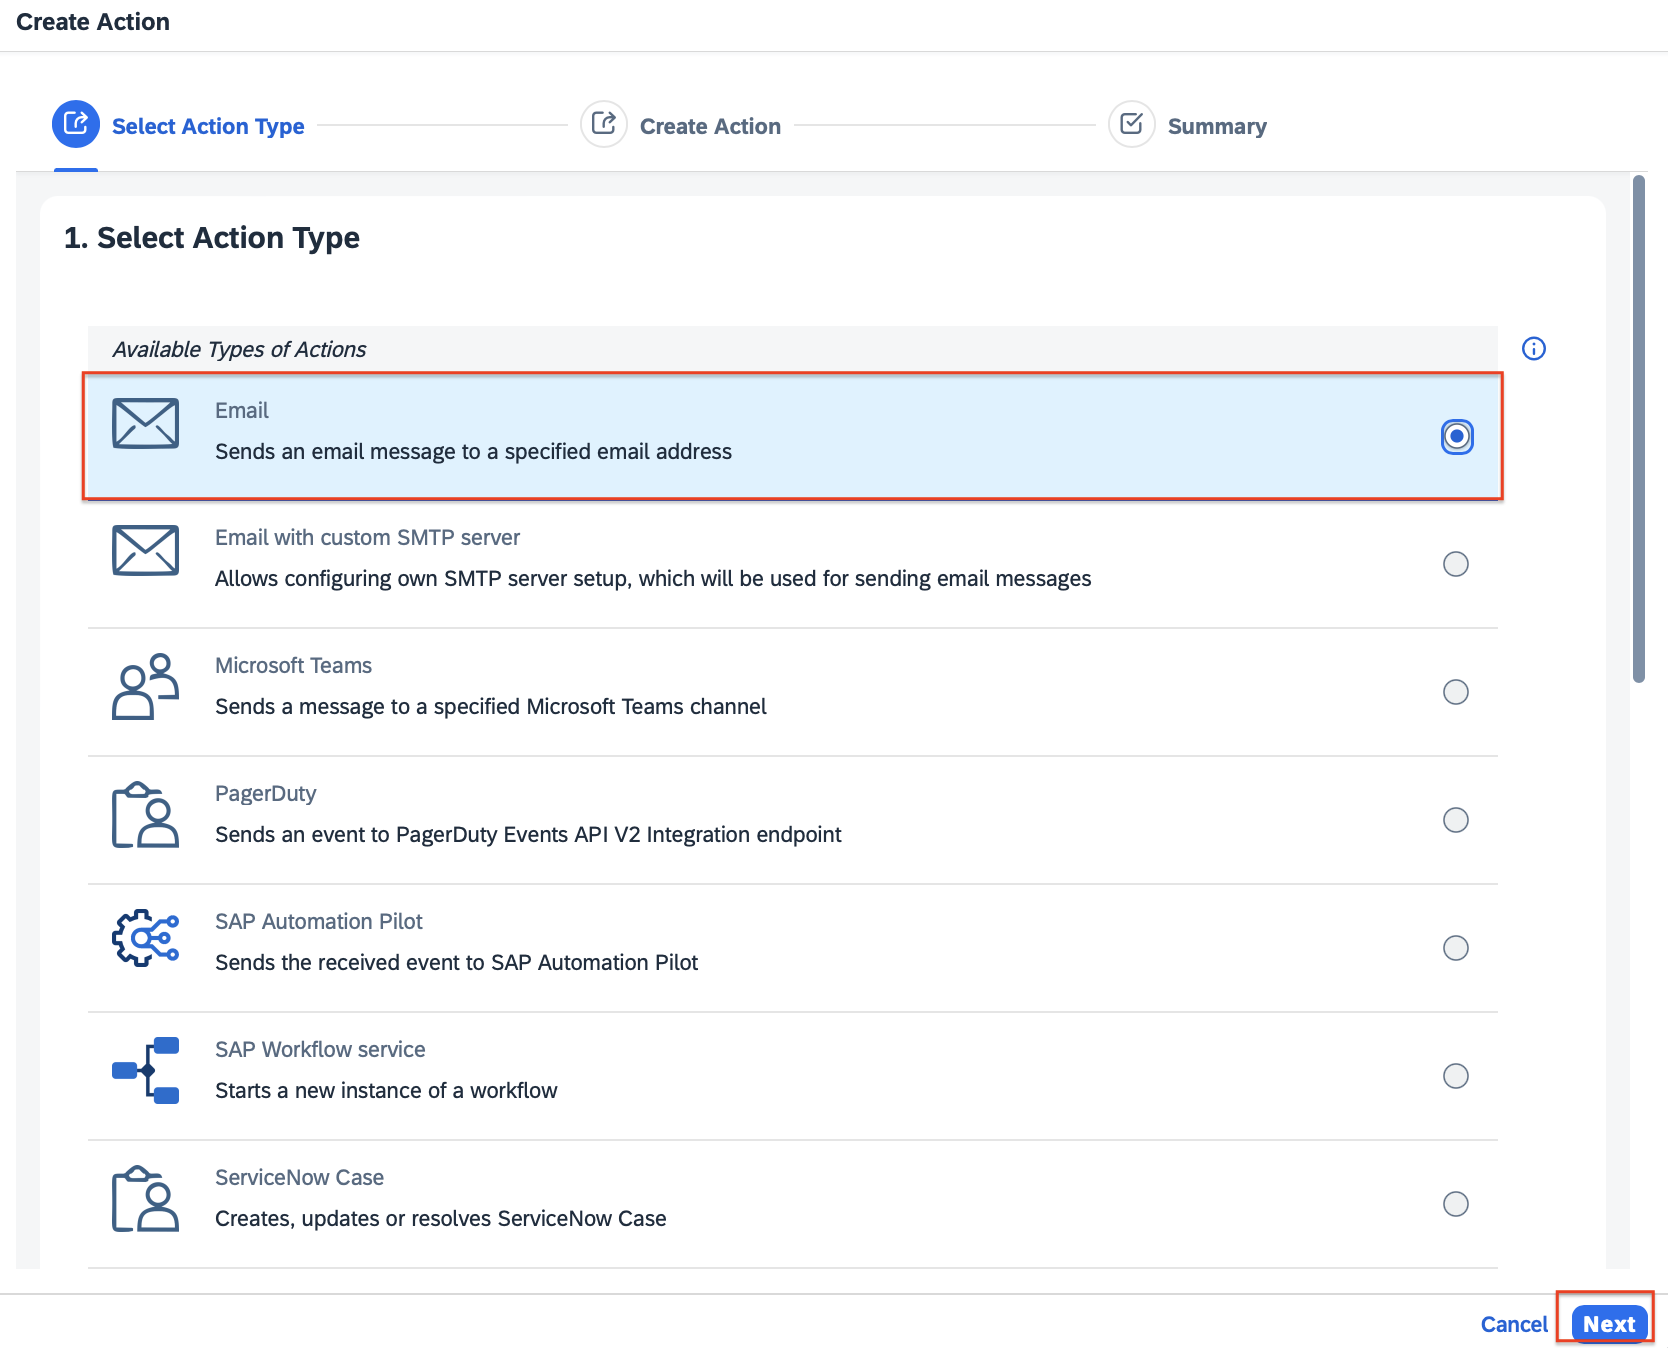 Create Action
Select Action Type
Create Action
Summary
1. Select Action Type
Available Types of Actions
Email
Sends an email message to a specified email address
Email with custom SMTP server
Allows configuring own SMTP server setup, which will be used for sending email messages
Microsoft Teams
Sends a message to a specified Microsoft Teams channel
PagerDuty
Sends an event to PagerDuty Events API V2 Integration endpoint
SAP Automation Pilot
Sends the received event to SAP Automation Pilot
SAP Workflow service
Starts a new instance of a workflow
ServiceNow Case
Creates, updates or resolves ServiceNow Case
Cancel
Next